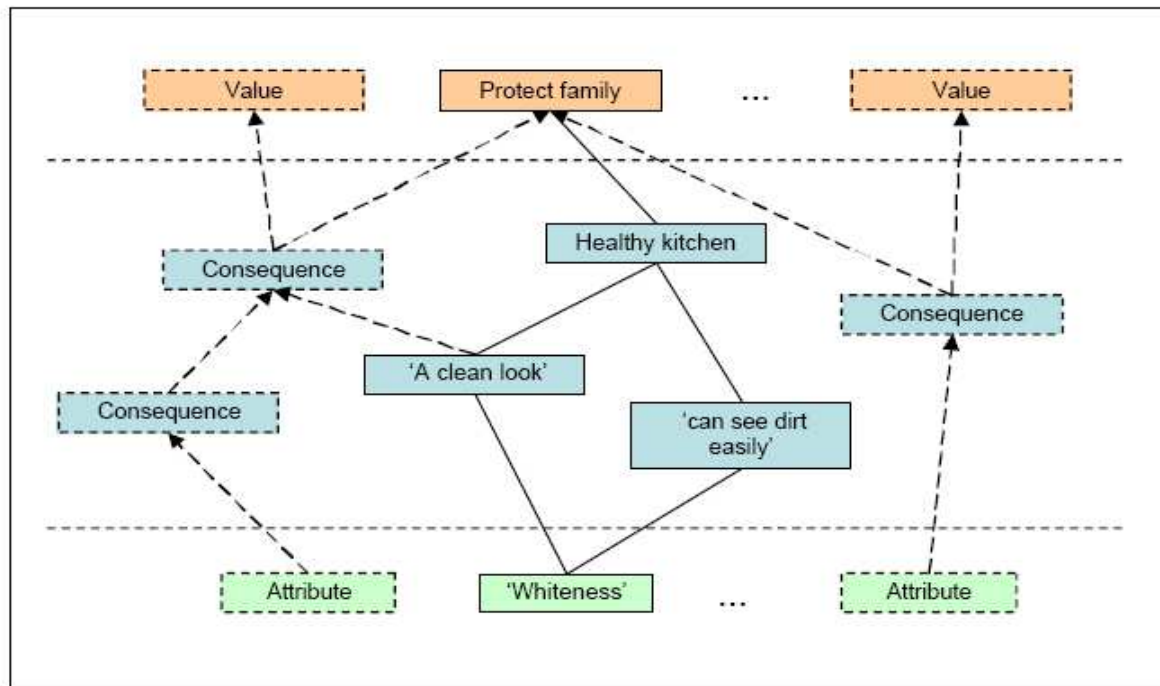 Value
Protect family
...
Value
Healthy kitchen
Consequence
Consequence
‘A clean look’
Consequence
‘can see dirt
easily’
Attribute
‘Whiteness’
...
Attribute